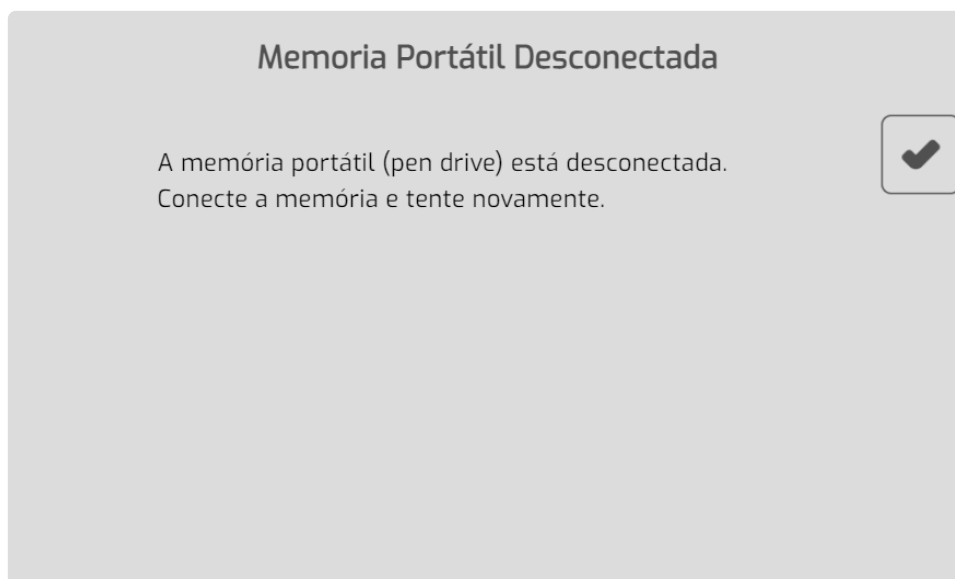 Memoria Portátil Desconectada
A memória portátil (pen drive) está desconectada.
Conecte a memória e tente novamente.